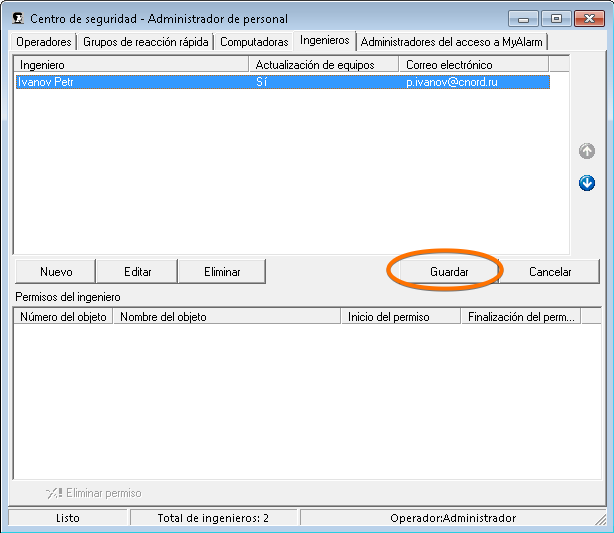 Centro de seguridad - Administrador de personal
Operadores Grupos de reacción rápida Computadoras Ingenieros Administradores del acceso a MyAlarm
Ingeniero Actualización de equipos Correo electrónico
Ivanov Petr Sí p.ivanov@cnord.ru
Nuevo Editar Eliminar Guardar Cancelar
Permisos del ingeniero
Número del objeto Nombre del objeto Inicio del permiso Finalización del perm...
Eliminar permiso
Listo Total de ingenieros: 2 Operador:Administrador